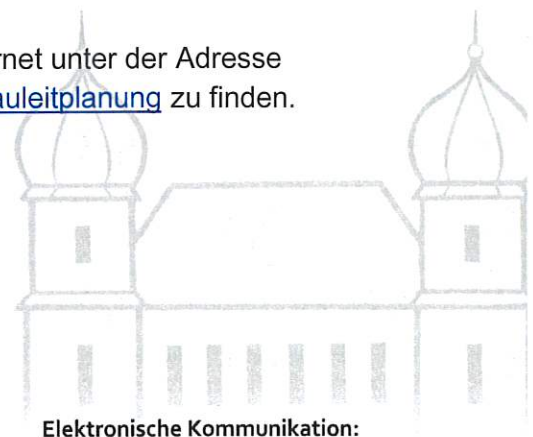 rnet unter der Adresse
auleitplanung zu finden.
Elektronische Kommunikation: